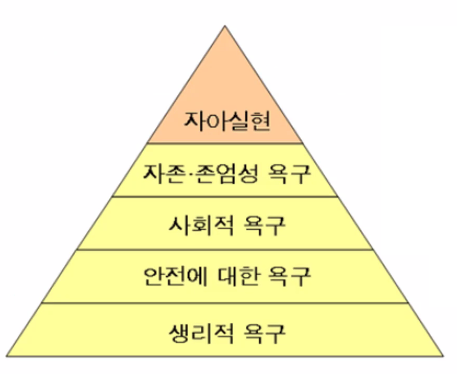 자아실현
자존·존엄성 욕구
사회적 욕구
안전에 대한 욕구
생리적 욕구